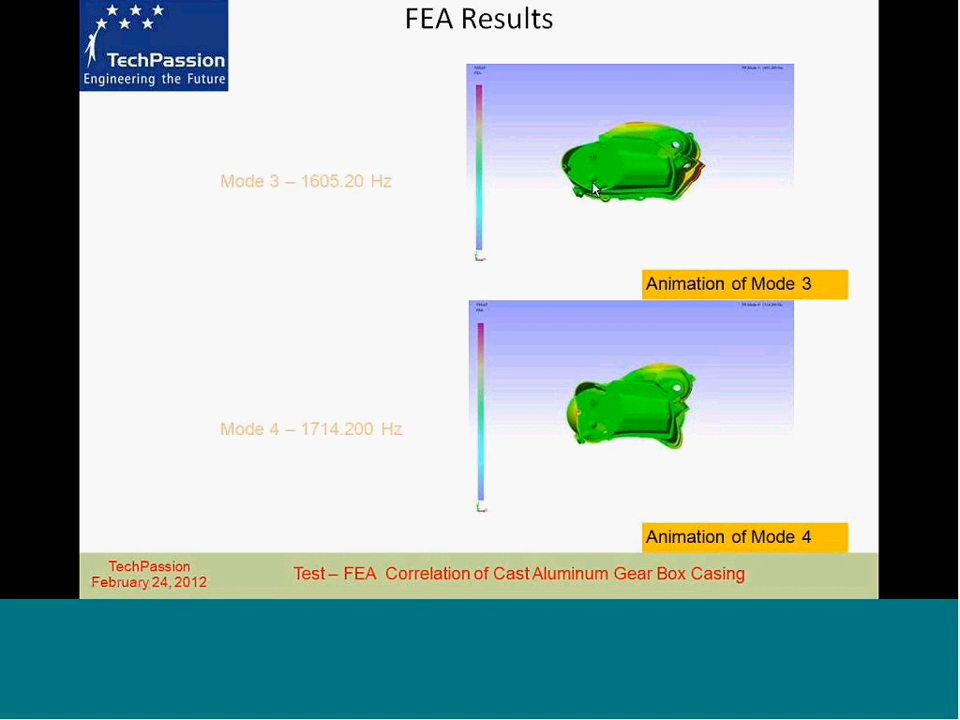 FEA Results
TechPassion
Engineering the Future
Mode 3 – 1605.20 Hz
Animation of Mode 3
Mode 4 – 1714.200 Hz
Animation of Mode 4
TechPassion
February 24, 2012
Test – FEA Correlation of Cast Aluminum Gear Box Casing